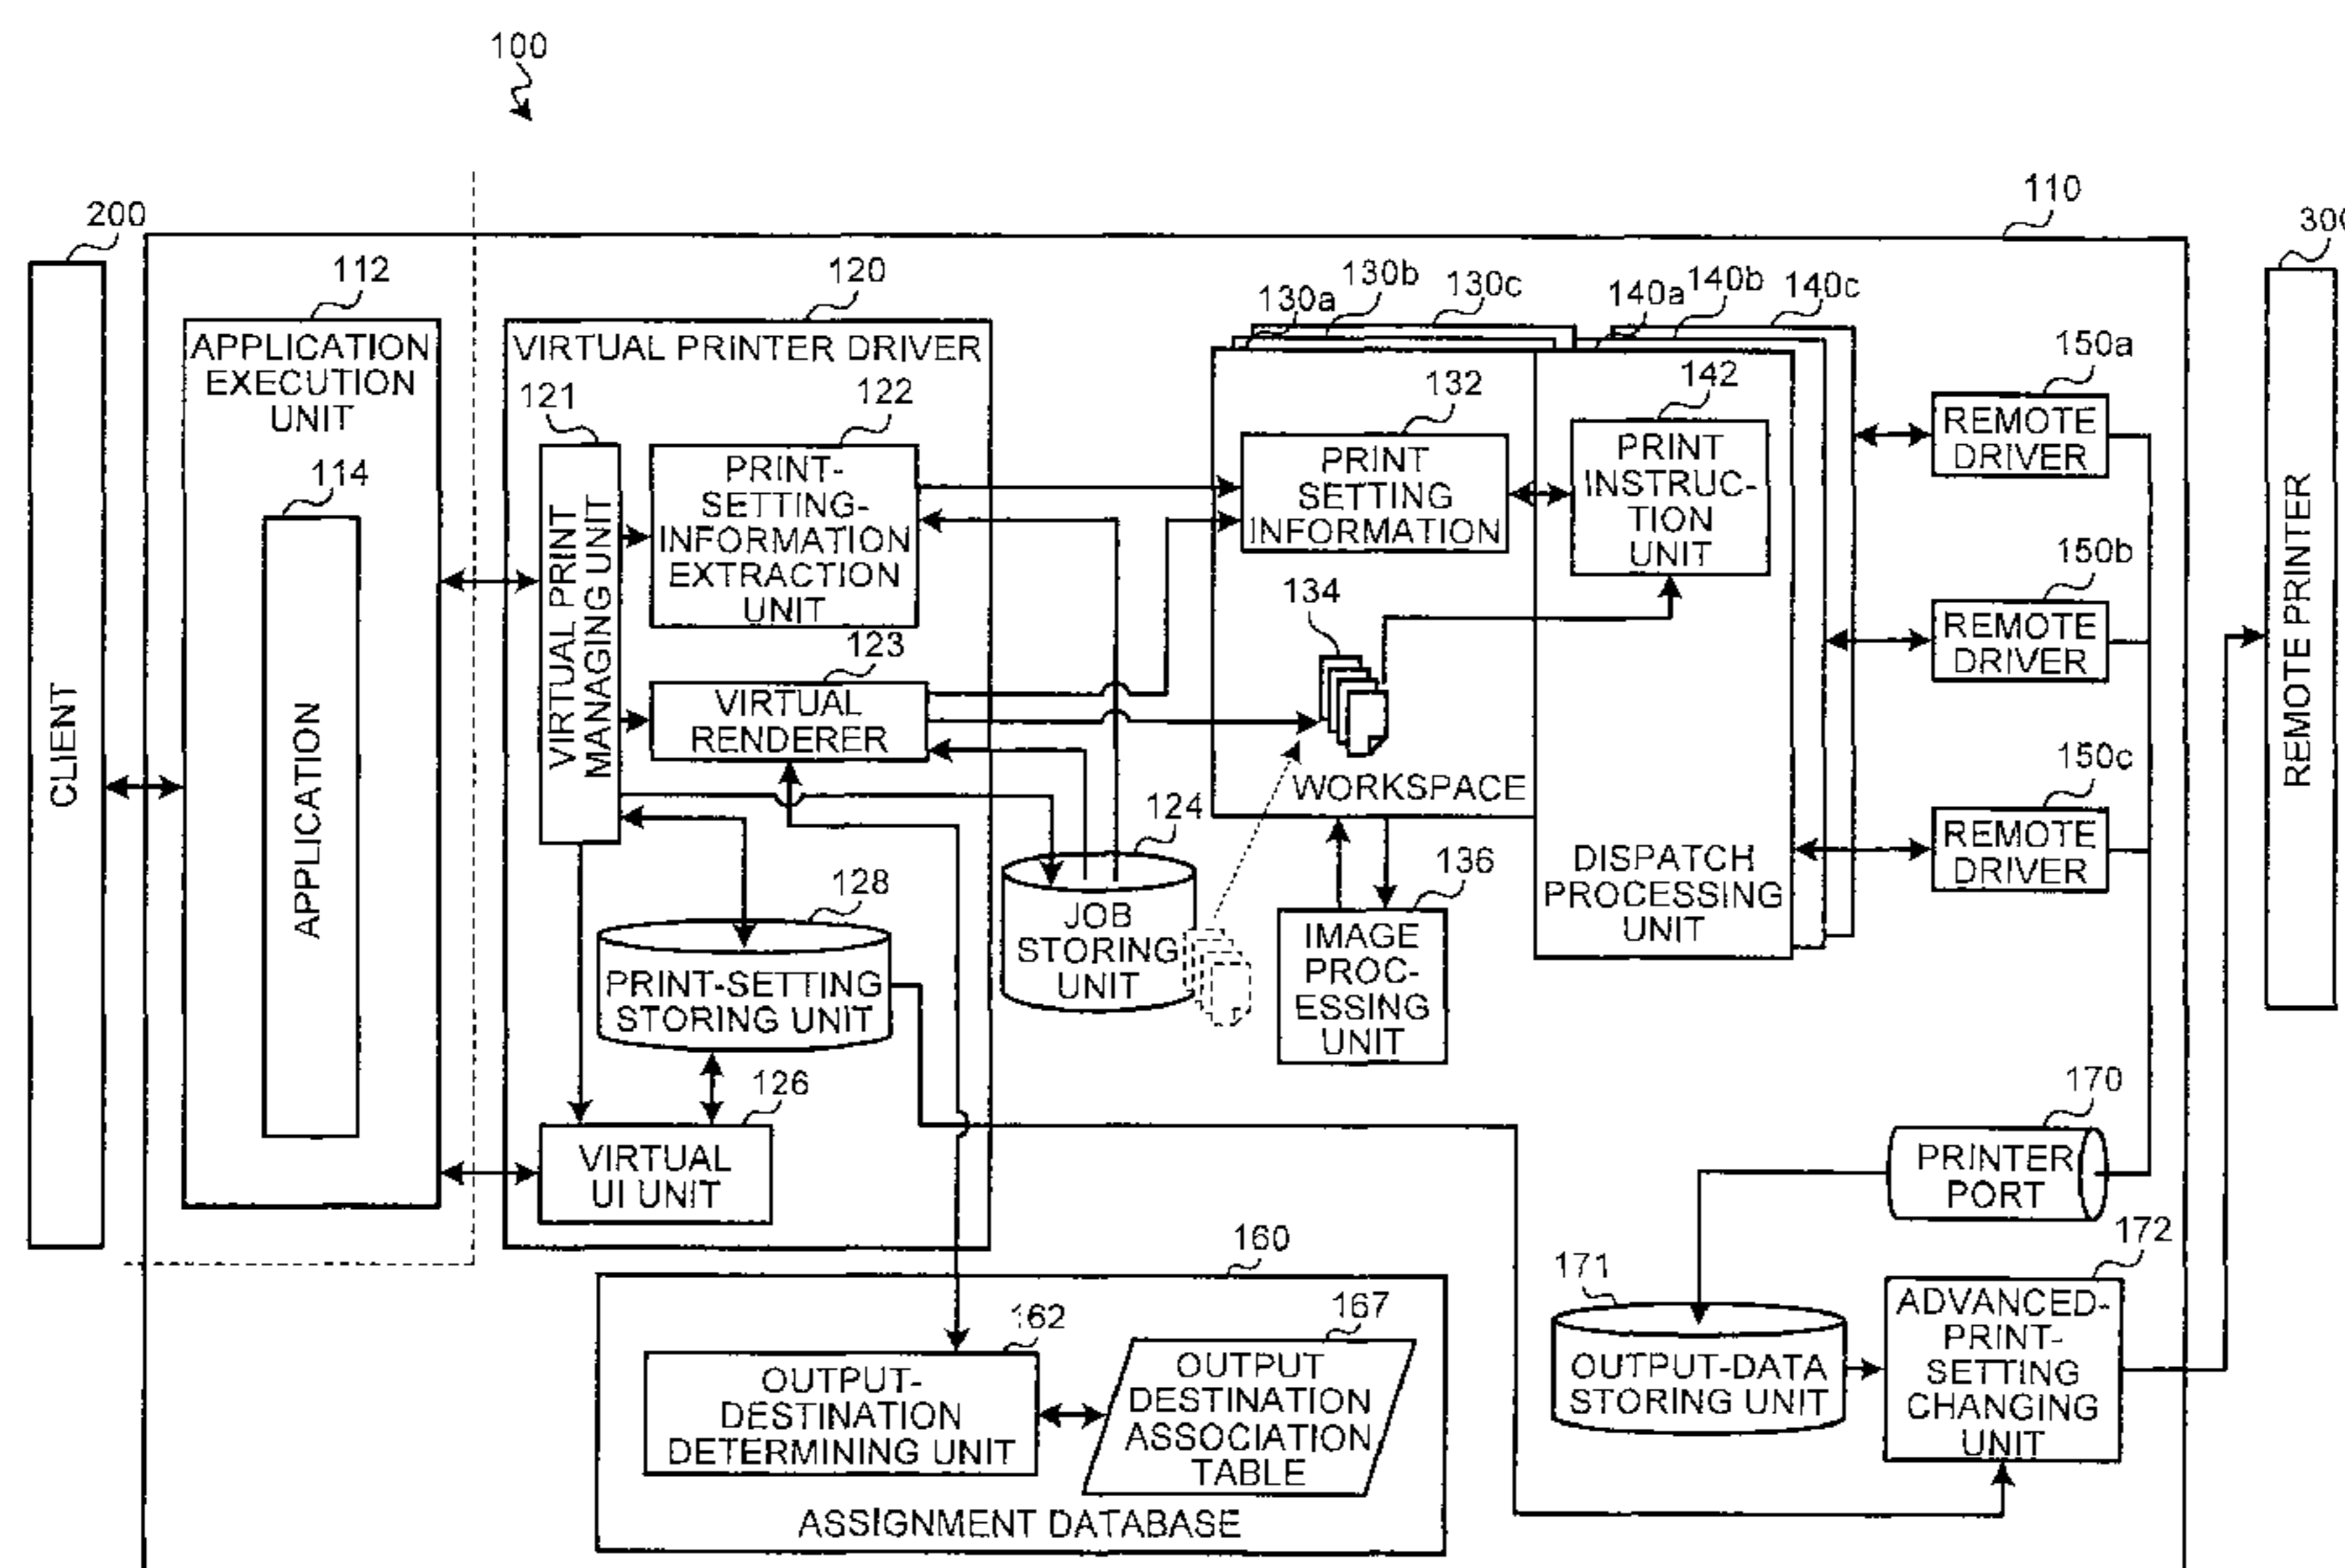 100
200
110
300
112
APPLICATION
EXECUTION
UNIT
114
APPLICATION
CLIENT
120
VIRTUAL PRINTER DRIVER
121
VIRTUAL PRINT
MANAGING UNIT
122
PRINT-
SETTING-
INFORMATION
EXTRACTION
UNIT
123
VIRTUAL
RENDERER
124
JOB
STORING
UNIT
128
PRINT-SETTING
STORING UNIT
126
VIRTUAL
UI UNIT
130a
130b
130c
140a
140b
140c
132
PRINT
SETTING
INFORMATION
134
WORKSPACE
142
PRINT
INSTRUC-
TION
UNIT
136
IMAGE
PROC-
ESSING
UNIT
DISPATCH
PROCESSING
UNIT
150a
REMOTE
DRIVER
150b
REMOTE
DRIVER
150c
REMOTE
DRIVER
REMOTE PRINTER
170
PRINTER
PORT
160
162
OUTPUT-
DESTINATION
DETERMINING UNIT
167
OUTPUT
DESTINATION
ASSOCIATION
TABLE
ASSIGNMENT DATABASE
171
OUTPUT-DATA
STORING UNIT
172
ADVANCED-
PRINT-
SETTING
CHANGING
UNIT